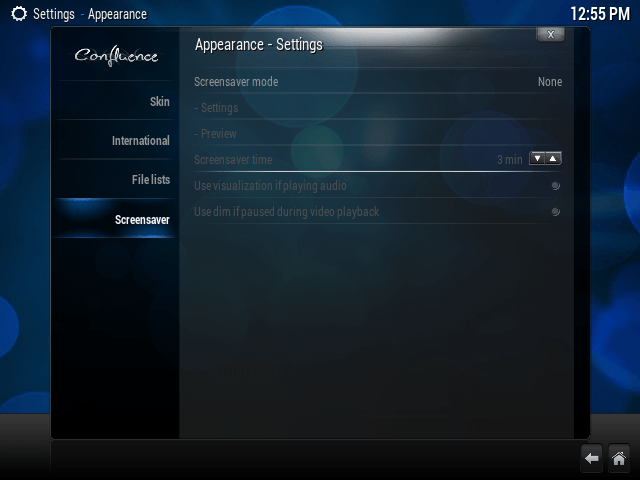 Settings - Appearance
12:55 PM
Confluence
Appearance - Settings
X
Skin
International
File lists
Screensaver
Screensaver mode None
- Settings
- Preview
Screensaver time 3 min
Use visualization if playing audio
Use dim if paused during video playback